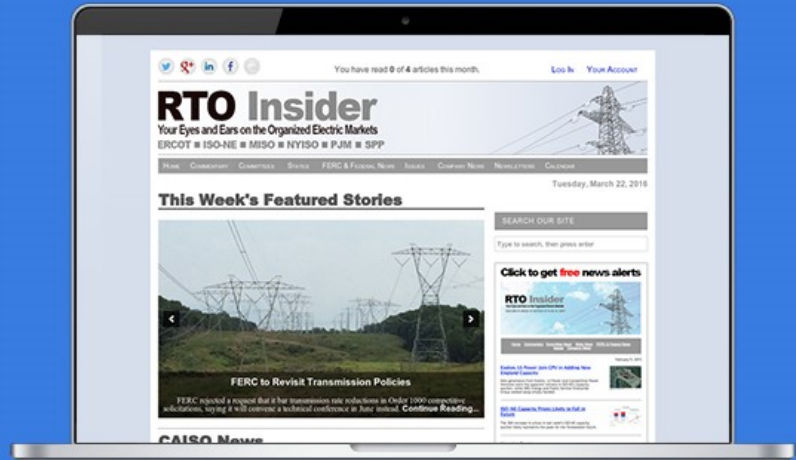 You have read 0 of 4 articles this month.
LOG IN YOUR ACCOUNT
RTO Insider
Your Eyes and Ears on the Organized Electric Markets
ERCOT ■ ISO-NE ■ MISO ■ NYISO ■ PJM ■ SPP
HOME COMMENTARY COMMITTEES STATES FERC & FEDERAL NEWS ISSUES COMPANY NEWS NEWSLETTERS CALENDAR
Tuesday, March 22, 2016
This Week's Featured Stories
SEARCH OUR SITE
Type to search, then press enter
Click to get free news alerts
RTO Insider
FERC to Revisit Transmission Policies
FERC rejected a request that it bar transmission rate reductions in Order 1000 competitive
solicitations, saying it will convene a technical conference in June instead. Continue Reading...
CAISO News